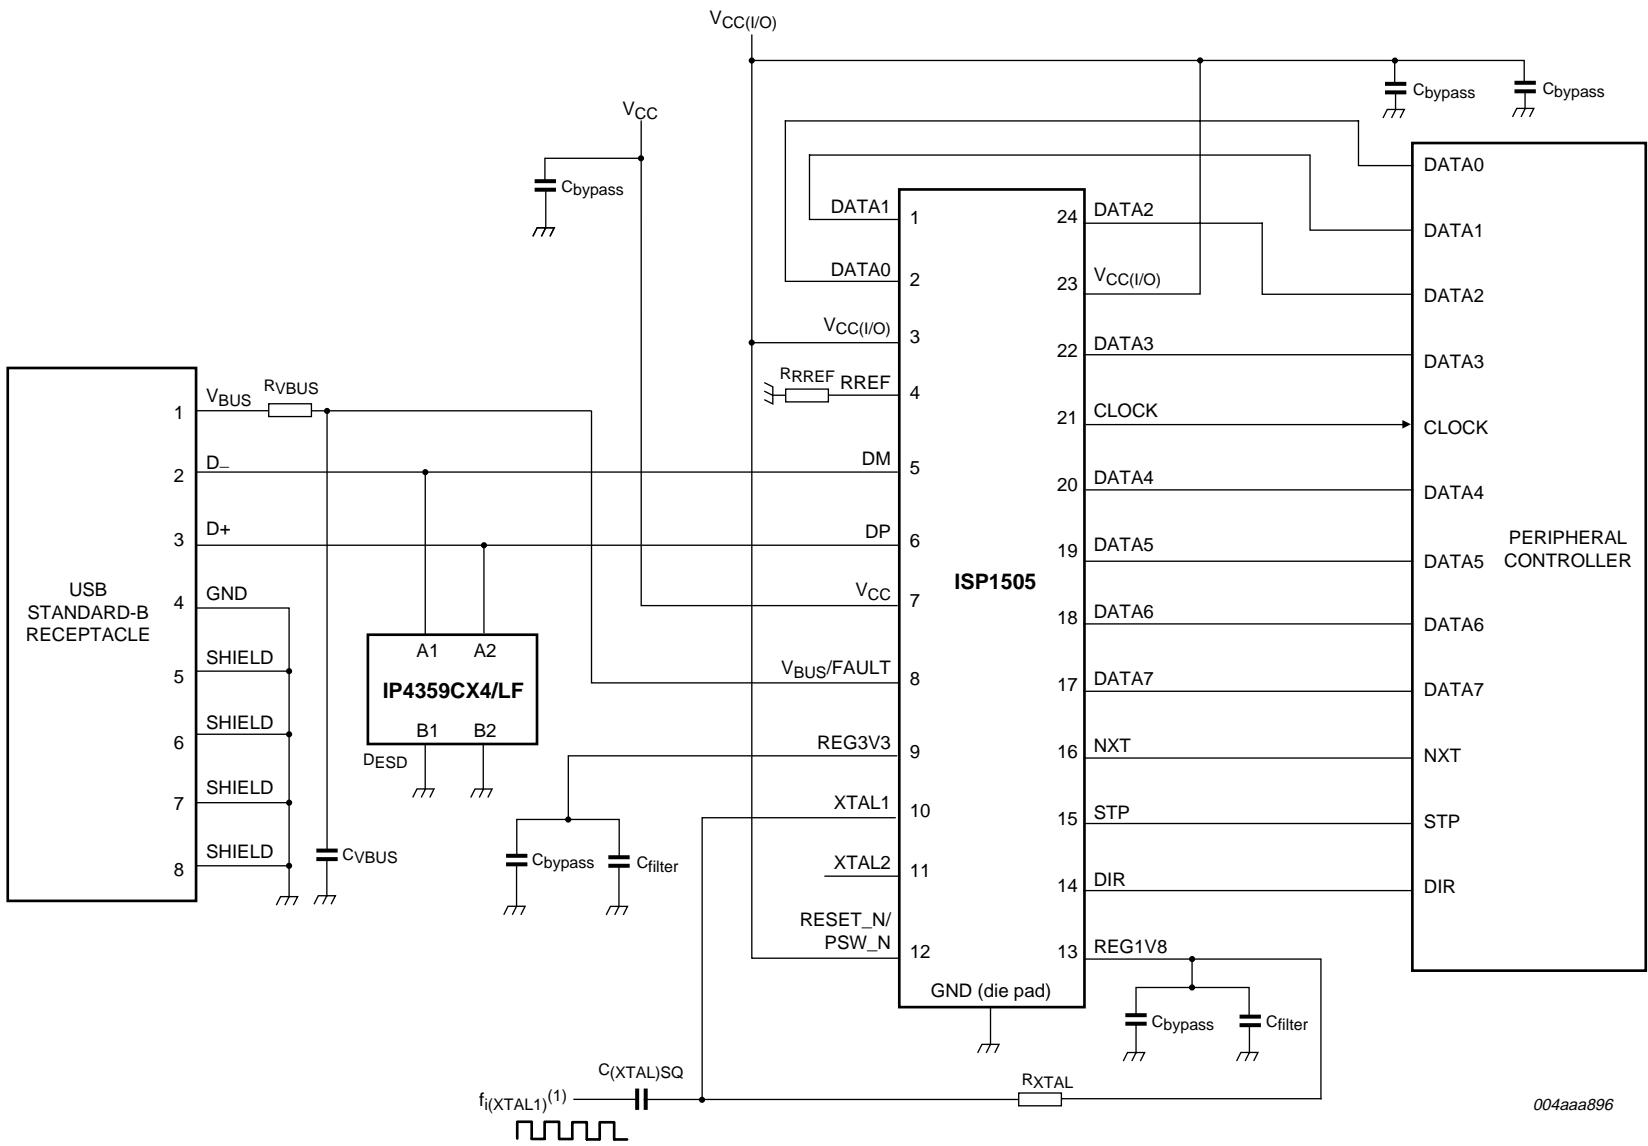 VCC(I/O)
Cbypass
Cbypass
VCC
Cbypass
USB
STANDARD-B
RECEPTACLE
1
VBUS
RVBUS
2
D–
3
D+
4
GND
5
SHIELD
6
SHIELD
7
SHIELD
8
SHIELD
CVBUS
A1 A2
IP4359CX4/LF
B1 B2
DESD
Cbypass
Cfilter
DATA1
1
DATA0
2
VCC(I/O)
3
RRREF
RREF
4
DM
5
DP
6
VCC
7
VBUS/FAULT
8
REG3V3
9
XTAL1
10
XTAL2
11
RESET_N/
PSW_N
12
ISP1505
GND (die pad)
24
DATA2
23
VCC(I/O)
22
DATA3
21
CLOCK
20
DATA4
19
DATA5
18
DATA6
17
DATA7
16
NXT
15
STP
14
DIR
13
REG1V8
Cbypass
Cfilter
DATA0
DATA1
DATA2
DATA3
CLOCK
DATA4
DATA5
DATA6
DATA7
NXT
STP
DIR
PERIPHERAL
CONTROLLER
C(XTAL)SQ
fi(XTAL1)(1)
RXTAL
004aaa896